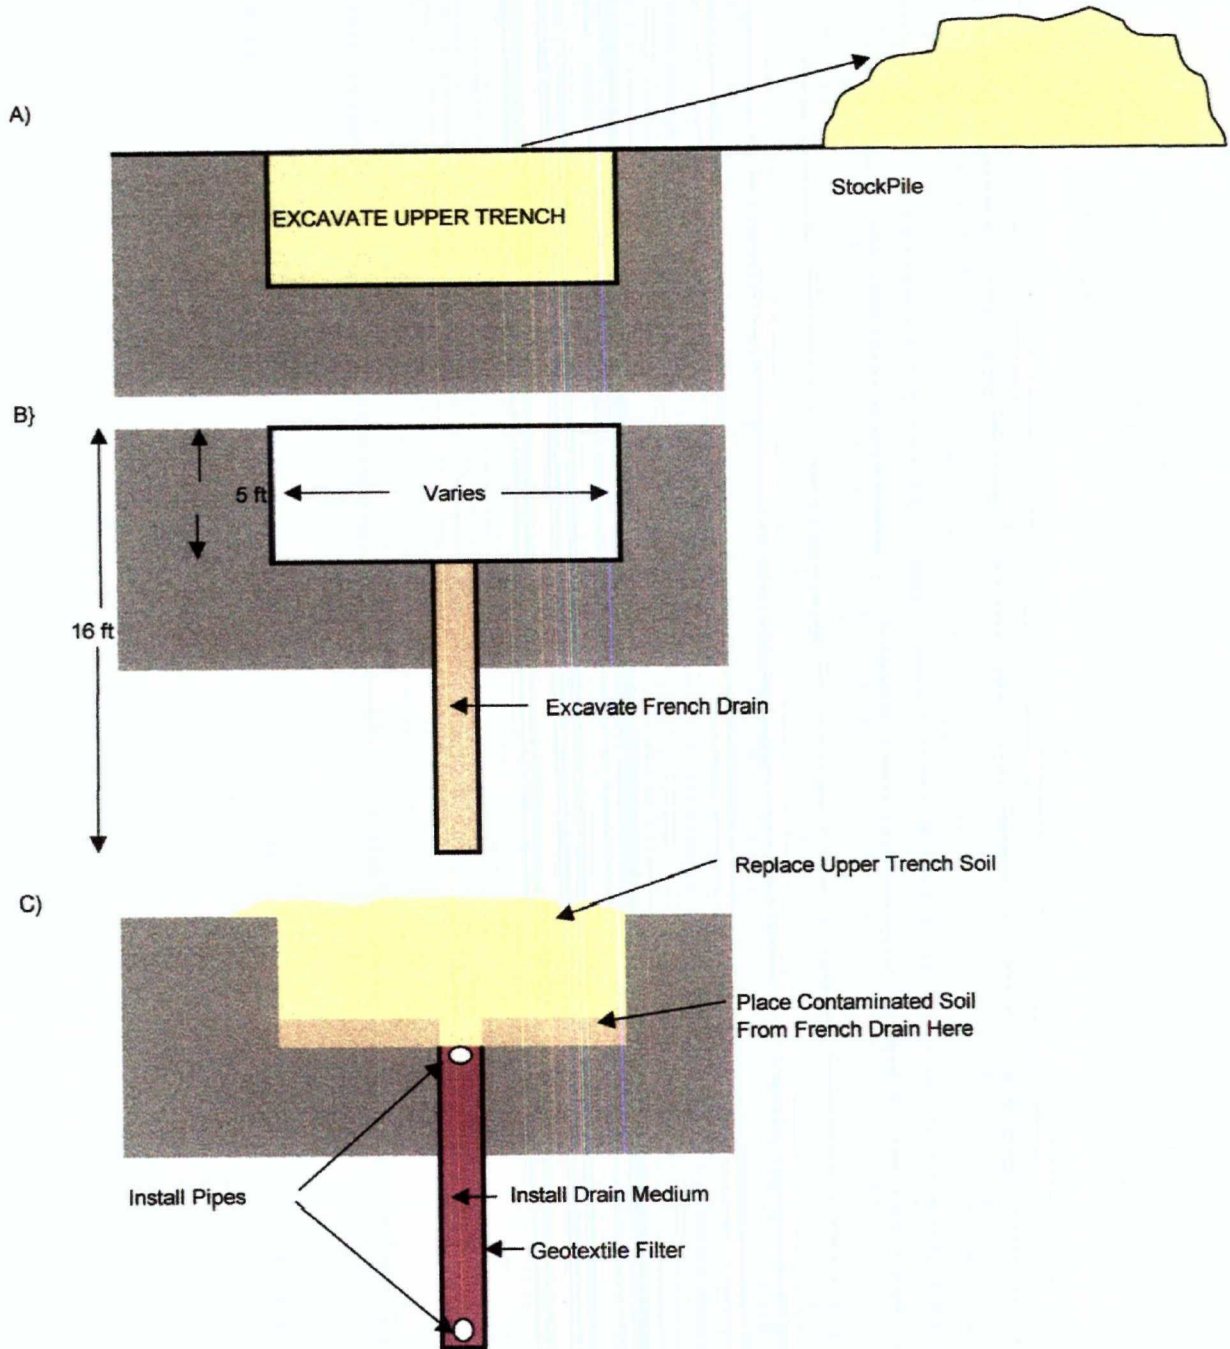 A)
StockPile
EXCAVATE UPPER TRENCH
B}
5 ft
Varies
16 ft
Excavate French Drain
Replace Upper Trench Soil
C)
Place Contaminated Soil
From French Drain Here
Install Pipes
Install Drain Medium
Geotextile Filter